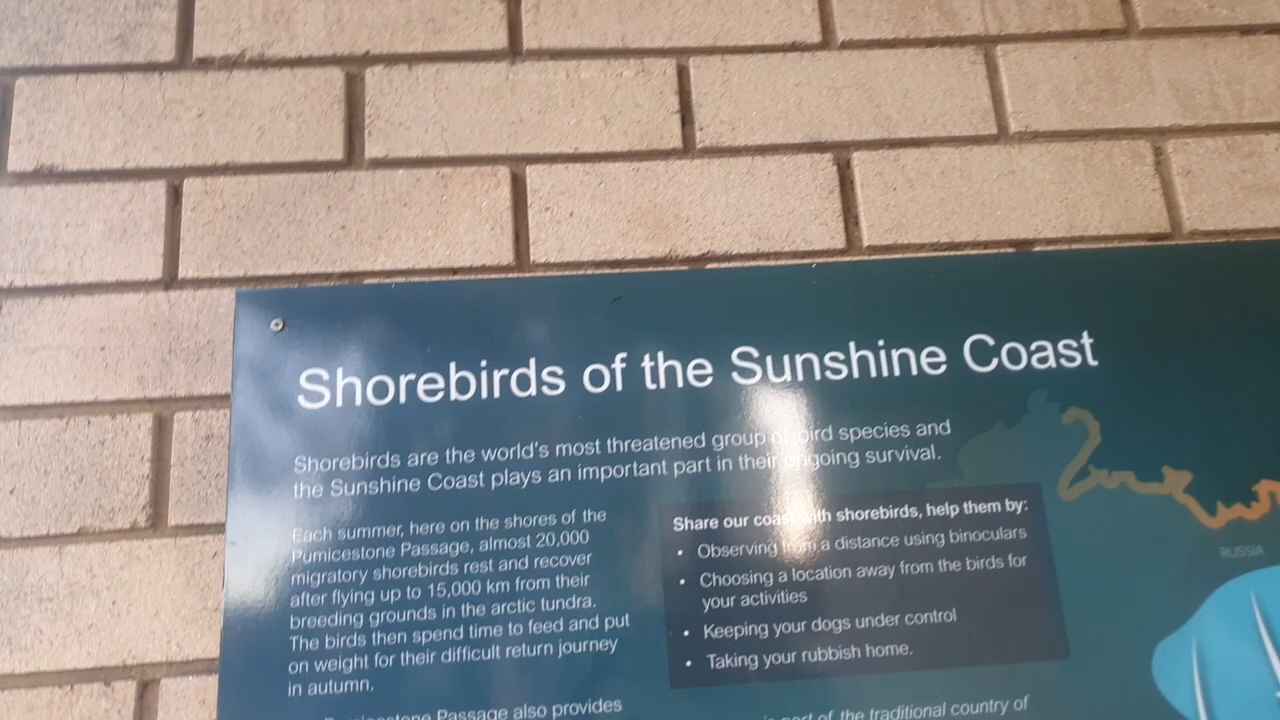 Shorebirds of the Sunshine Coast
Shorebirds are the world's most threatened group of bird species and
the Sunshine Coast plays an important part in their ongoing survival.
Each summer, here on the shores of the
Pumicestone Passage, almost 20,000
migratory shorebirds rest and recover
after flying up to 15,000 km from their
breeding grounds in the arctic tundra.
The birds then spend time to feed and put
on weight for their difficult return journey
in autumn.
Pumicestone Passage also provides
Share our coast with shorebirds, help them by:
• Observing from a distance using binoculars
• Choosing a location away from the birds for
your activities
• Keeping your dogs under control
• Taking your rubbish home.
part of the traditional country of
RUSSIA